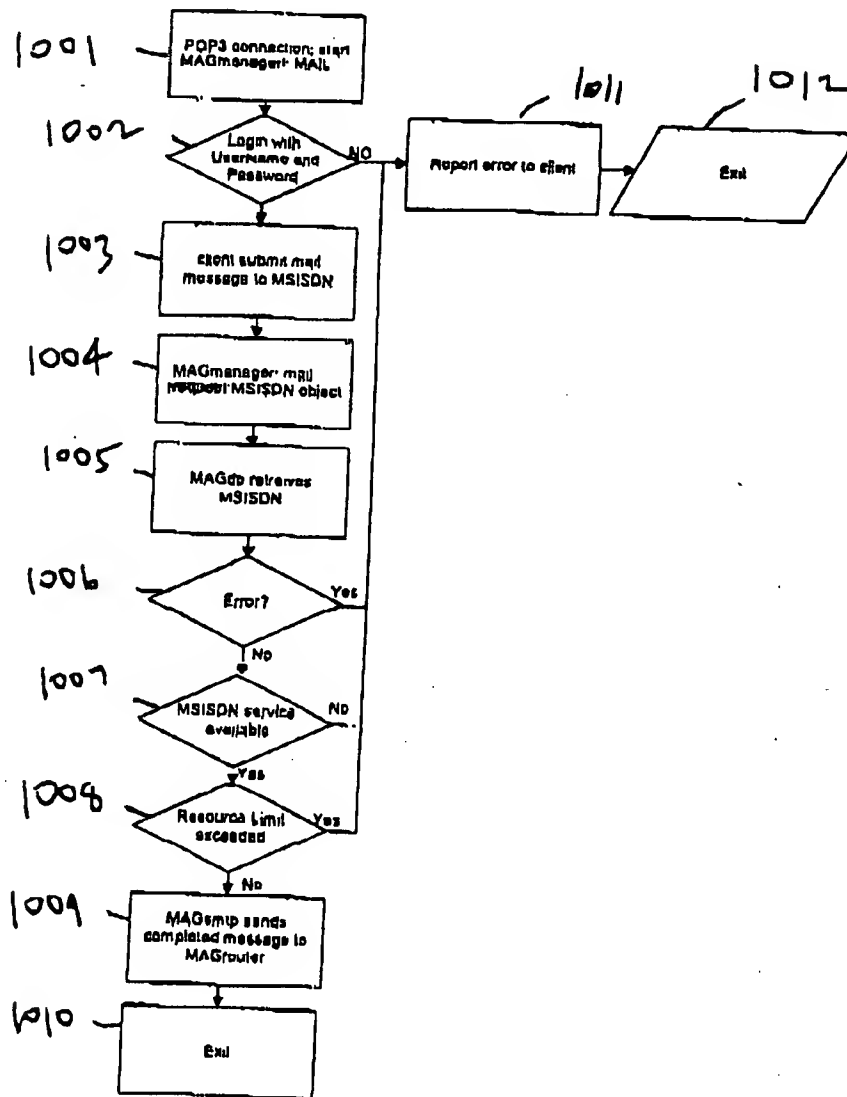 1001
POP3 connection; start
MAGmanager: MAIL
1002
Login with
Username and
Password
NO
1011
Report error to client
1012
Exit
1003
client submit mail
message to MSISDN
1004
MAGmanager: mail
request MSISDN object
1005
MAGdb retrieves
MSISDN
1006
Error?
Yes
No
1007
MSISDN service
available
No
Yes
1008
Resource Limit
exceeded
Yes
No
1009
MAGsmtp sends
completed message to
MAGrouter
1010
Exit